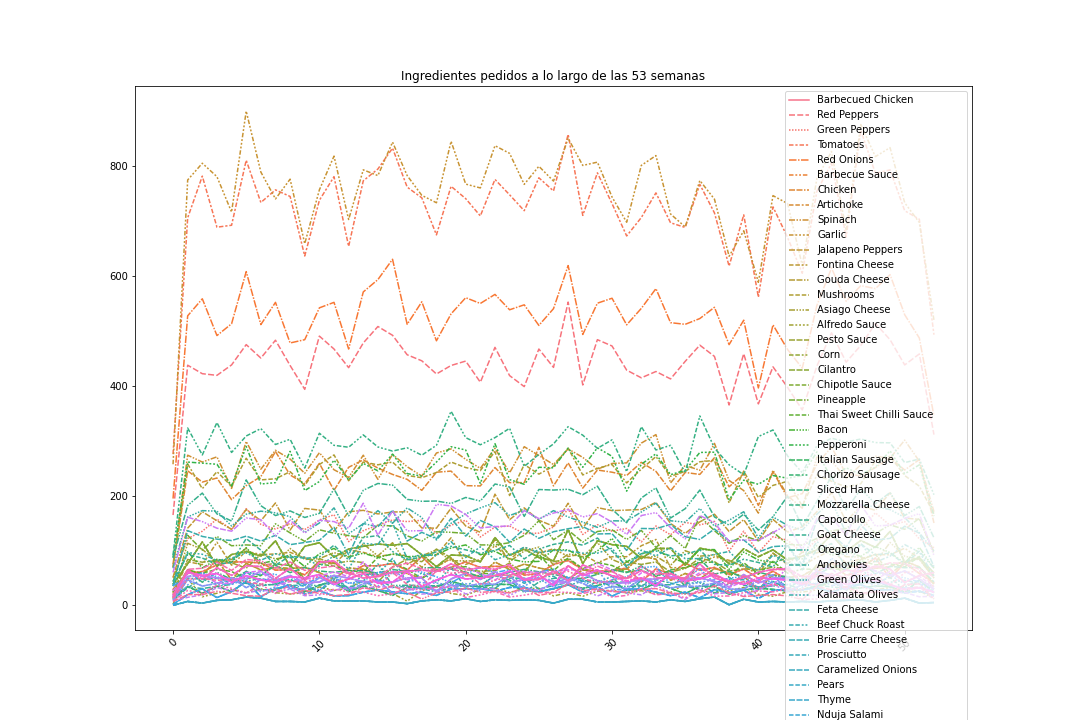 Ingredientes pedidos a lo largo de las 53 semanas
800
600
400
200
0
0
10
20
30
40
50
Barbecued Chicken
Red Peppers
Green Peppers
Tomatoes
Red Onions
Barbecue Sauce
Chicken
Artichoke
Spinach
Garlic
Jalapeno Peppers
Fontina Cheese
Gouda Cheese
Mushrooms
Asiago Cheese
Alfredo Sauce
Pesto Sauce
Corn
Cilantro
Chipotle Sauce
Pineapple
Thai Sweet Chilli Sauce
Bacon
Pepperoni
Italian Sausage
Chorizo Sausage
Sliced Ham
Mozzarella Cheese
Capocollo
Goat Cheese
Oregano
Anchovies
Green Olives
Kalamata Olives
Feta Cheese
Beef Chuck Roast
Brie Carre Cheese
Prosciutto
Caramelized Onions
Pears
Thyme
Nduja Salami